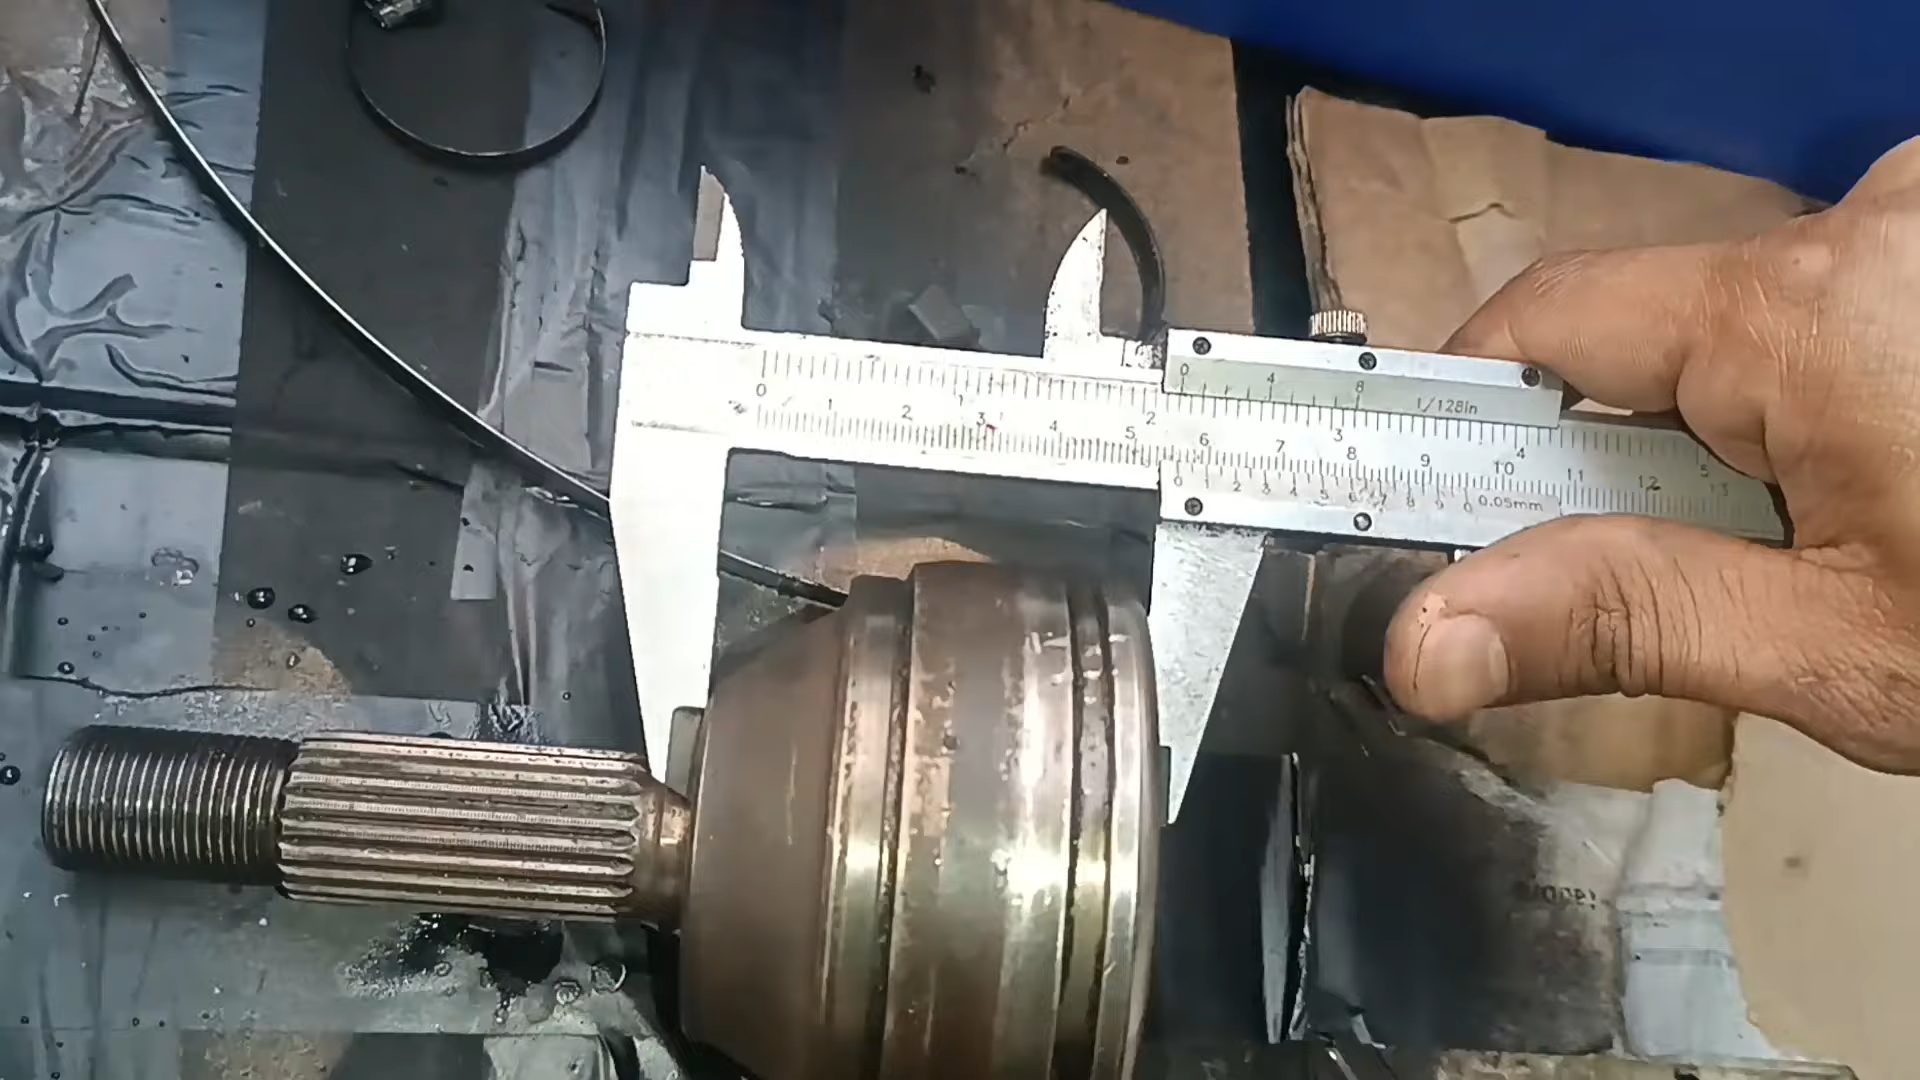 0 4 8
1/128in
0 1 2 3 4 5
0 1 2 3 4 5 6 7 8 9 10 11 12 13
0 1 2 3 4 5 6 7 8 9 0 0.05mm